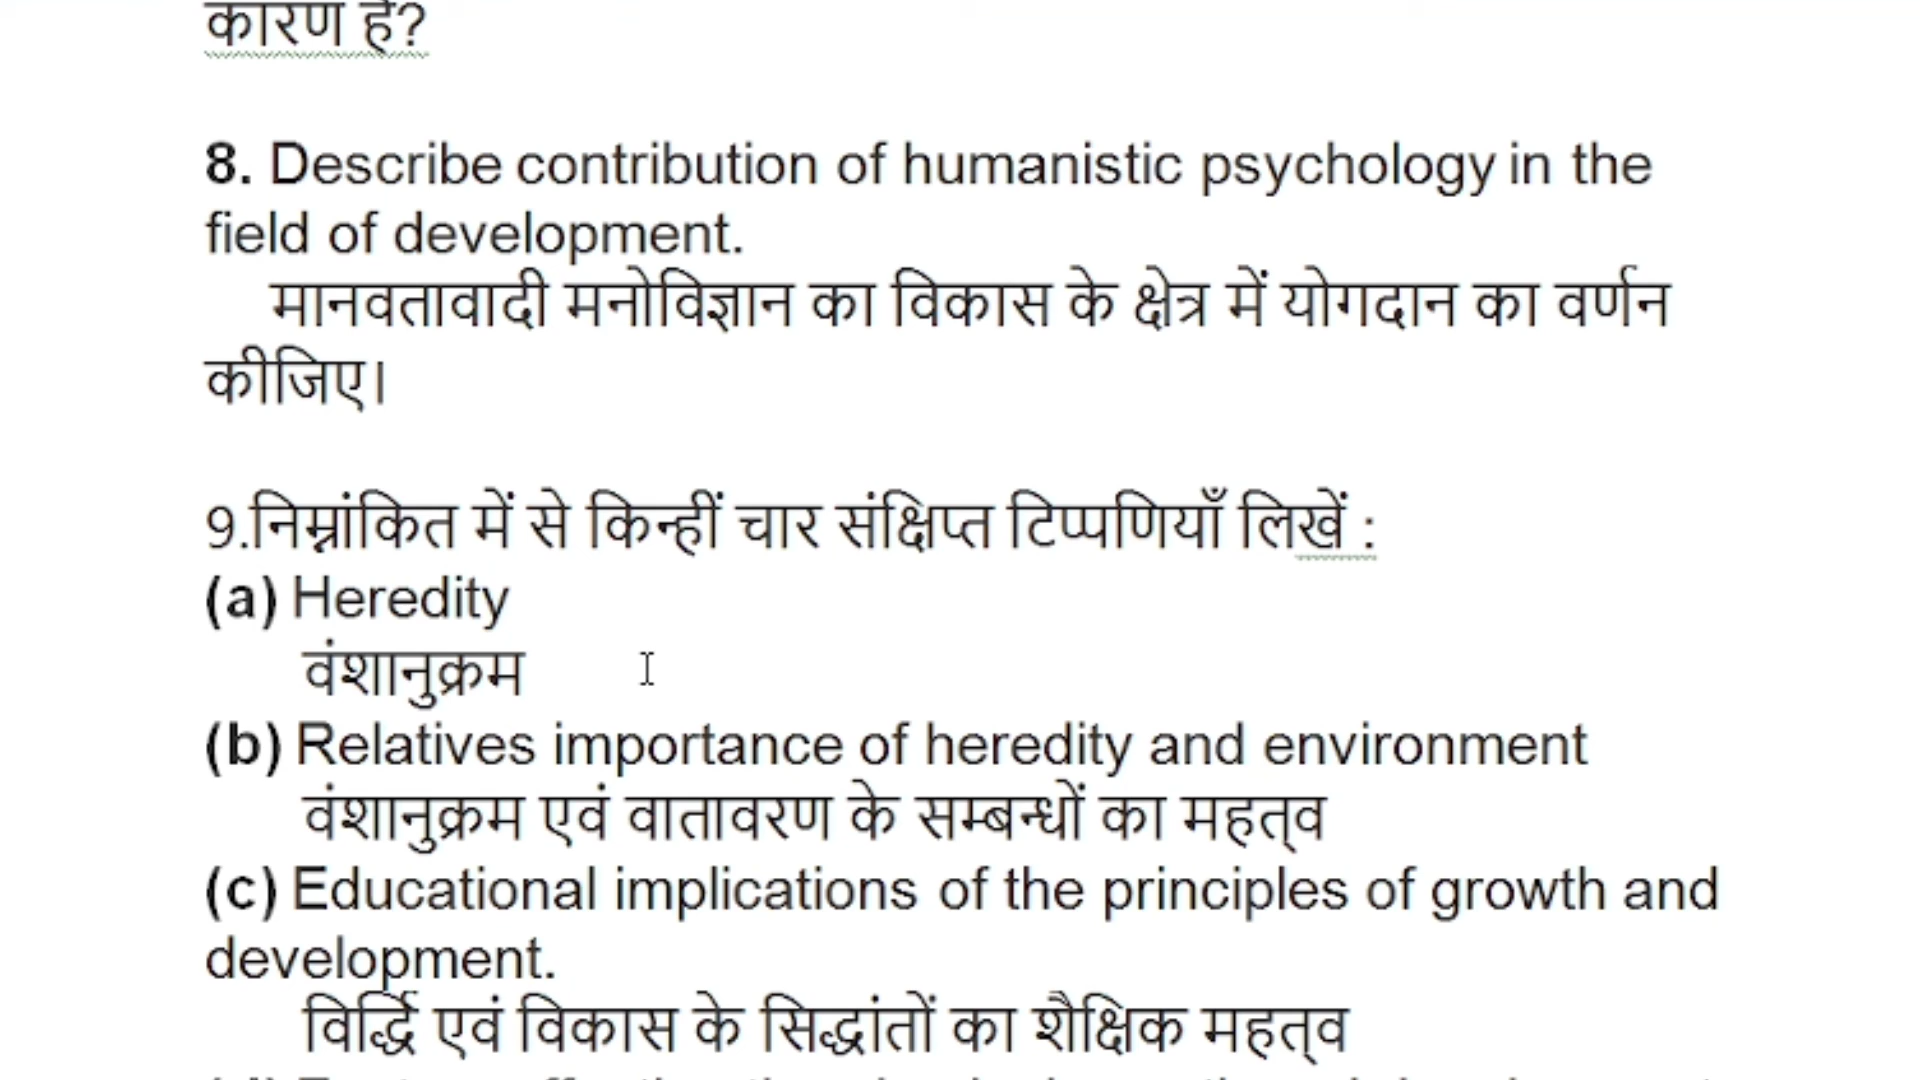 कारण है?
8. Describe contribution of humanistic psychology in the
field of development.
मानवतावादी मनोविज्ञान का विकास के क्षेत्र में योगदान का वर्णन
कीजिए।
9.निम्नांकित में से किन्हीं चार संक्षिप्त टिप्पणियाँ लिखें :
(a) Heredity
वंशानुक्रम
(b) Relatives importance of heredity and environment
वंशानुक्रम एवं वातावरण के सम्बन्धों का महत्व
(c) Educational implications of the principles of growth and
development.
विर्द्धि एवं विकास के सिद्धांतों का शैक्षिक महत्व